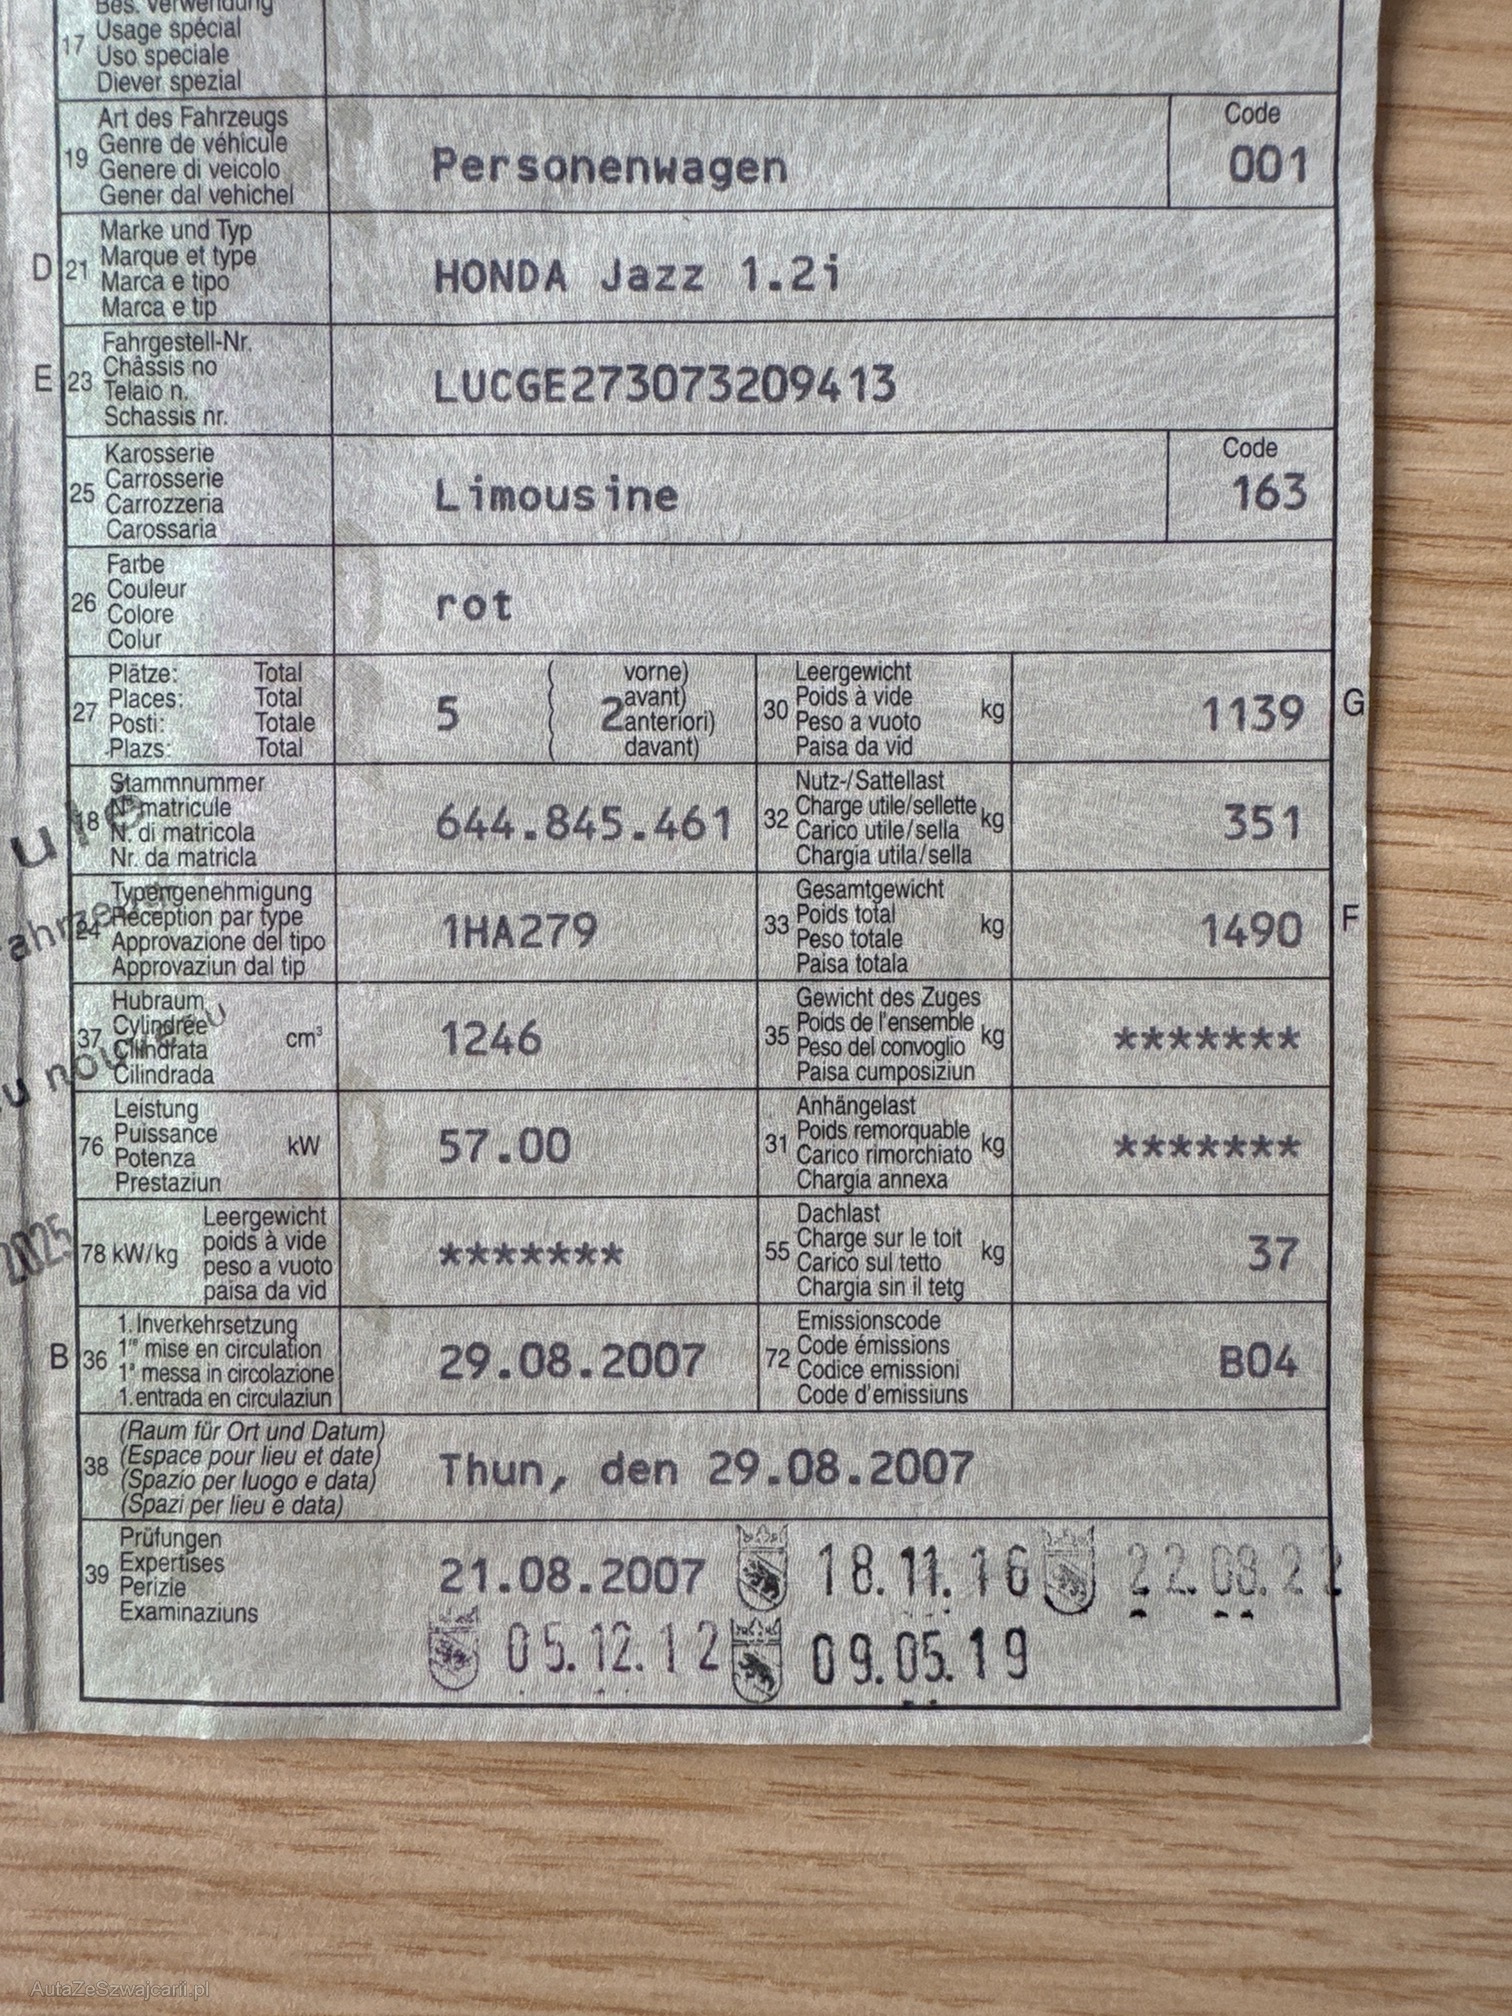 Bes. Verwendung
17 Usage spécial
Uso speciale
Diever spezial
Art des Fahrzeugs
19 Genre de véhicule
Genere di veicolo
Gener dal vehichel
Personenwagen
Code
001
Marke und Typ
D 21 Marque et type
Marca e tipo
Marca e tip
HONDA Jazz 1.2i
Fahrgestell-Nr.
E 23 Châssis no
Telaio n.
Schassis nr.
LUCGE273073209413
Karosserie
25 Carrosserie
Carrozzeria
Carossaria
Limousine
Code
163
Farbe
26 Couleur
Colore
Colur
rot
Plätze: Total
27 Places: Total
Posti: Totale
Plazs: Total
5 ( 2 vorne)
( avant)
( anteriori)
( davant)
Leergewicht
30 Poids à vide kg
Peso a vuoto
Paisa da vid
1139 G
Stammnummer
18 N° matricule
N. di matricola
Nr. da matricla
644.845.461
Nutz-/Sattellast
32 Charge utile/sellette kg
Carico utile/sella
Chargia utila/sella
351
Typengenehmigung
24 Réception par type
Approvazione del tipo
Approvaziun dal tip
1HA279
Gesamtgewicht
33 Poids total kg
Peso totale
Paisa totala
1490 F
Hubraum
37 Cylindrée cm³
Cilindrata
Cilindrada
1246
Gewicht des Zuges
35 Poids de l'ensemble kg
Peso del convoglio
Paisa cumposiziun
*******
Leistung
76 Puissance kW
Potenza
Prestaziun
57.00
Anhängelast
31 Poids remorquable kg
Carico rimorchiato
Chargia annexa
*******
Leergewicht
78 kW/kg poids à vide
peso a vuoto
paisa da vid
*******
Dachlast
55 Charge sur le toit kg
Carico sul tetto
Chargia sin il tetg
37
1. Inverkehrsetzung
B 36 1re mise en circulation
1a messa in circolazione
1. entrada en circulaziun
29.08.2007
Emissionscode
72 Code émissions
Codice emissioni
Code d'emissiuns
B04
(Raum für Ort und Datum)
38 (Espace pour lieu et date)
(Spazio per luogo e data)
(Spazi per lieu e data)
Thun, den 29.08.2007
Prüfungen
39 Expertises
Perizie
Examinaziuns
21.08.2007 18.11.16 22.08.22
05.12.12 09.05.19
2025
AutaZeSzwajcarii.pl